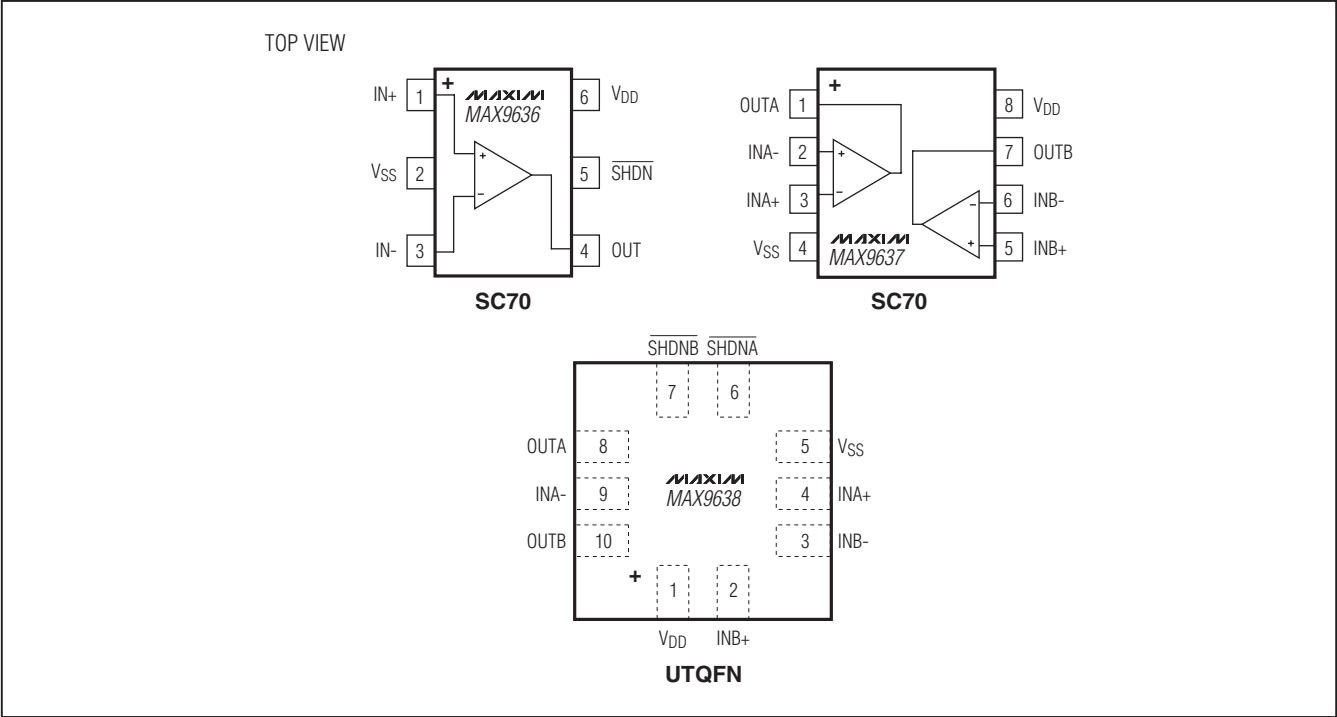 TOP VIEW
IN+ 1 + MAXIM 6 VDD
MAX9636
VSS 2 + 5 SHDN
−
IN- 3 4 OUT
SC70
OUTA 1 + 8 VDD
INA- 2 + 7 OUTB
INA+ 3 − − 6 INB-
VSS 4 MAXIM + 5 INB+
MAX9637
SC70
SHDNB SHDNA
7 6
OUTA 8 5 VSS
INA- 9 MAXIM 4 INA+
MAX9638
OUTB 10 3 INB-
+ 1 2
VDD INB+
UTQFN